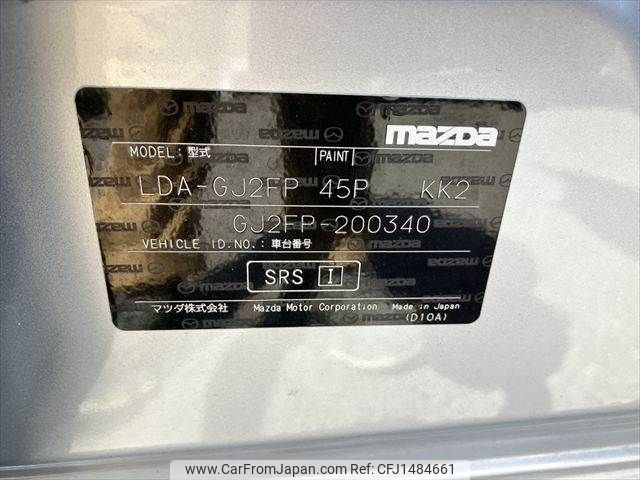 mazda
MODEL: 型式 PAINT
LDA-GJ2FP 45P KK2
GJ2FP-200340
VEHICLE ID.NO.: 車台番号
SRS I
マツダ株式会社 Mazda Motor Corporation Made in Japan
(D10A)
www.CarFromJapan.com | CFJ1484661